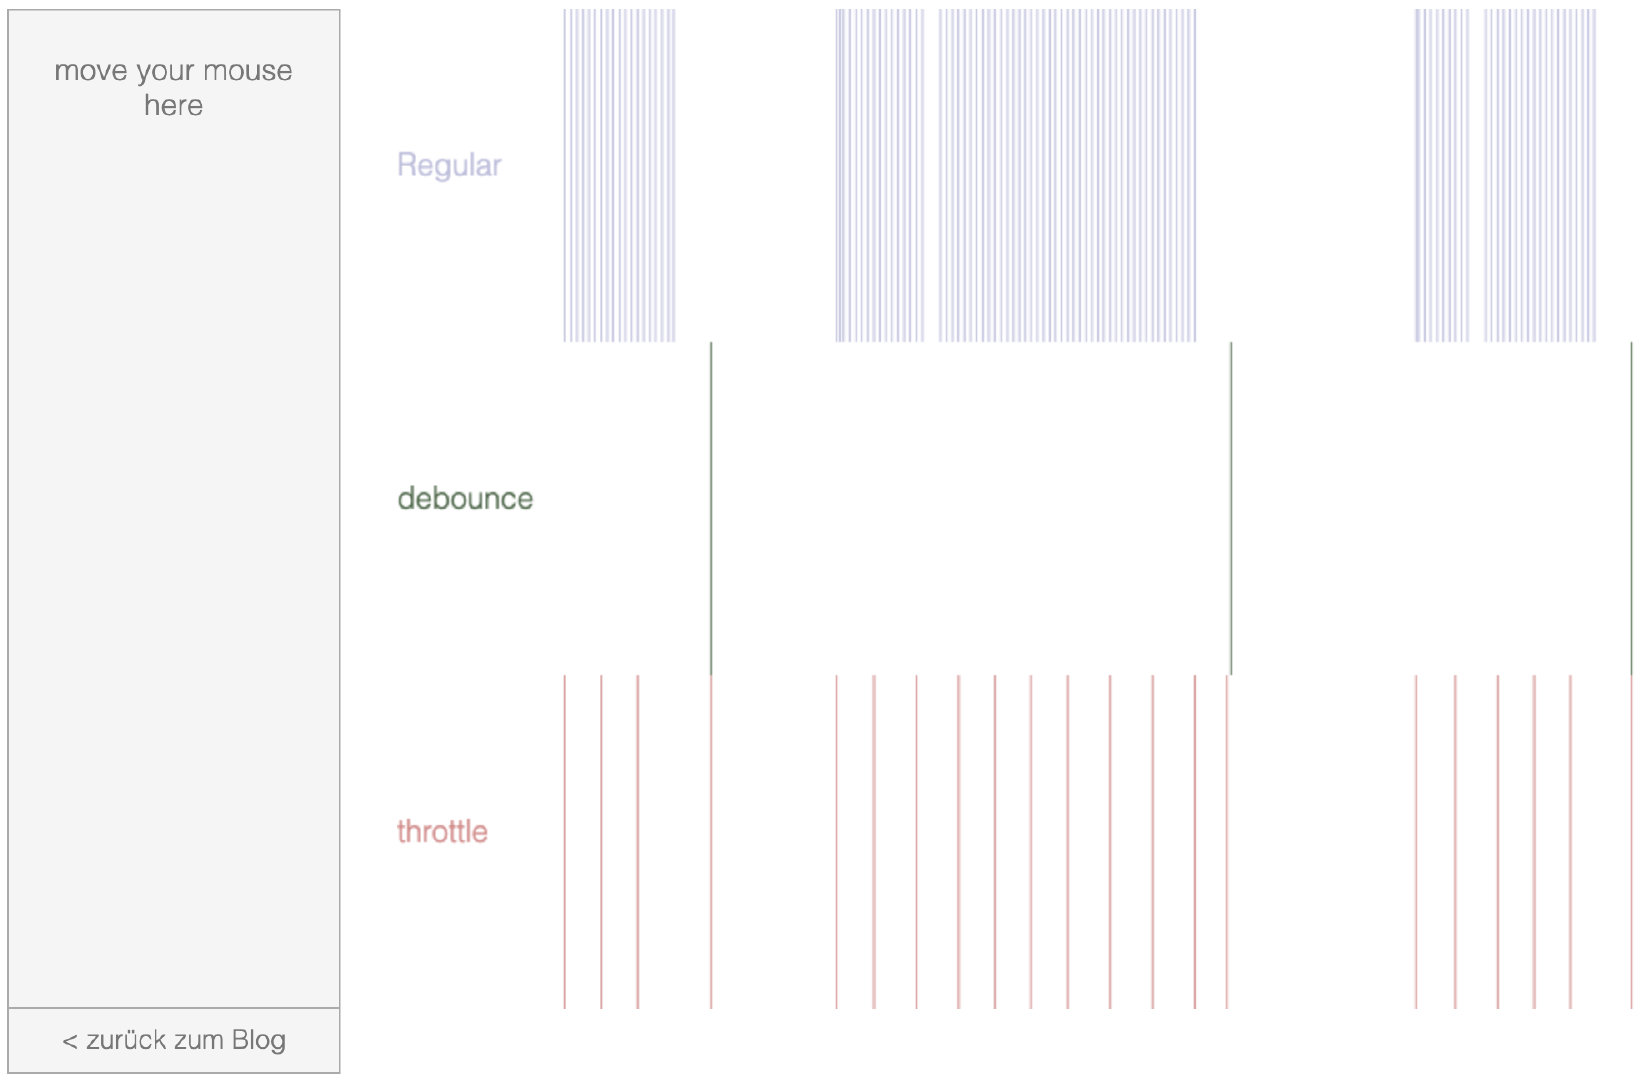 move your mouse
here
Regular
debounce
throttle
< zurück zum Blog